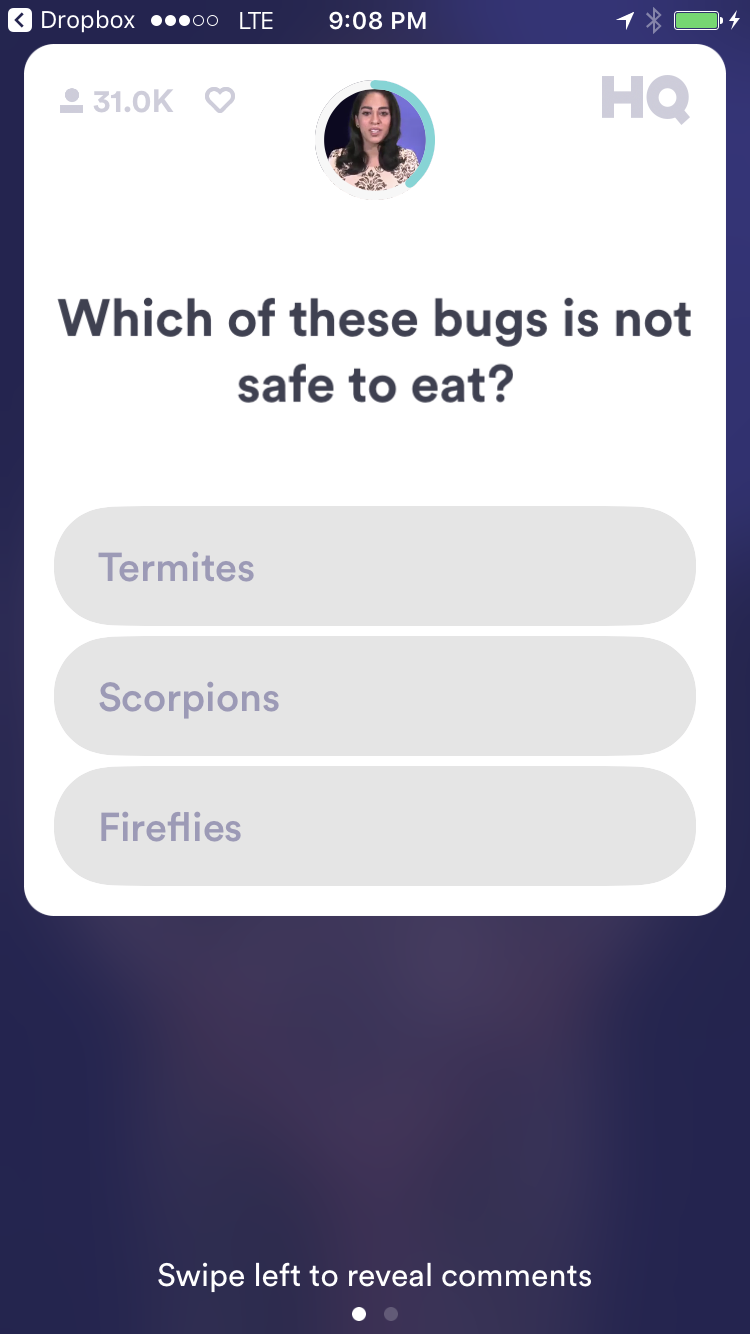 Dropbox LTE 9:08 PM
31.0K HQ
Which of these bugs is not
safe to eat?
Termites
Scorpions
Fireflies
Swipe left to reveal comments